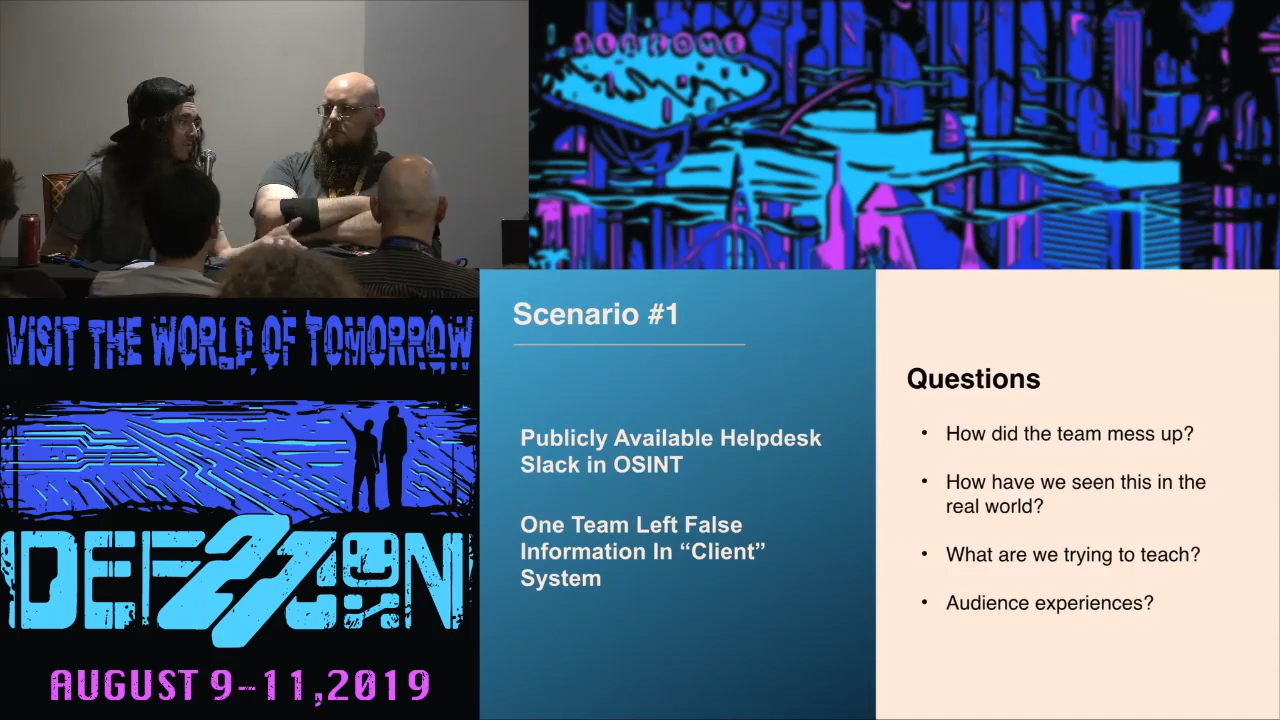 WELCOME
VISIT THE WORLD OF TOMORROW
DEF27CON
AUGUST 9-11,2019
Scenario #1
Publicly Available Helpdesk
Slack in OSINT
One Team Left False
Information In “Client”
System
Questions
• How did the team mess up?
• How have we seen this in the
real world?
• What are we trying to teach?
• Audience experiences?